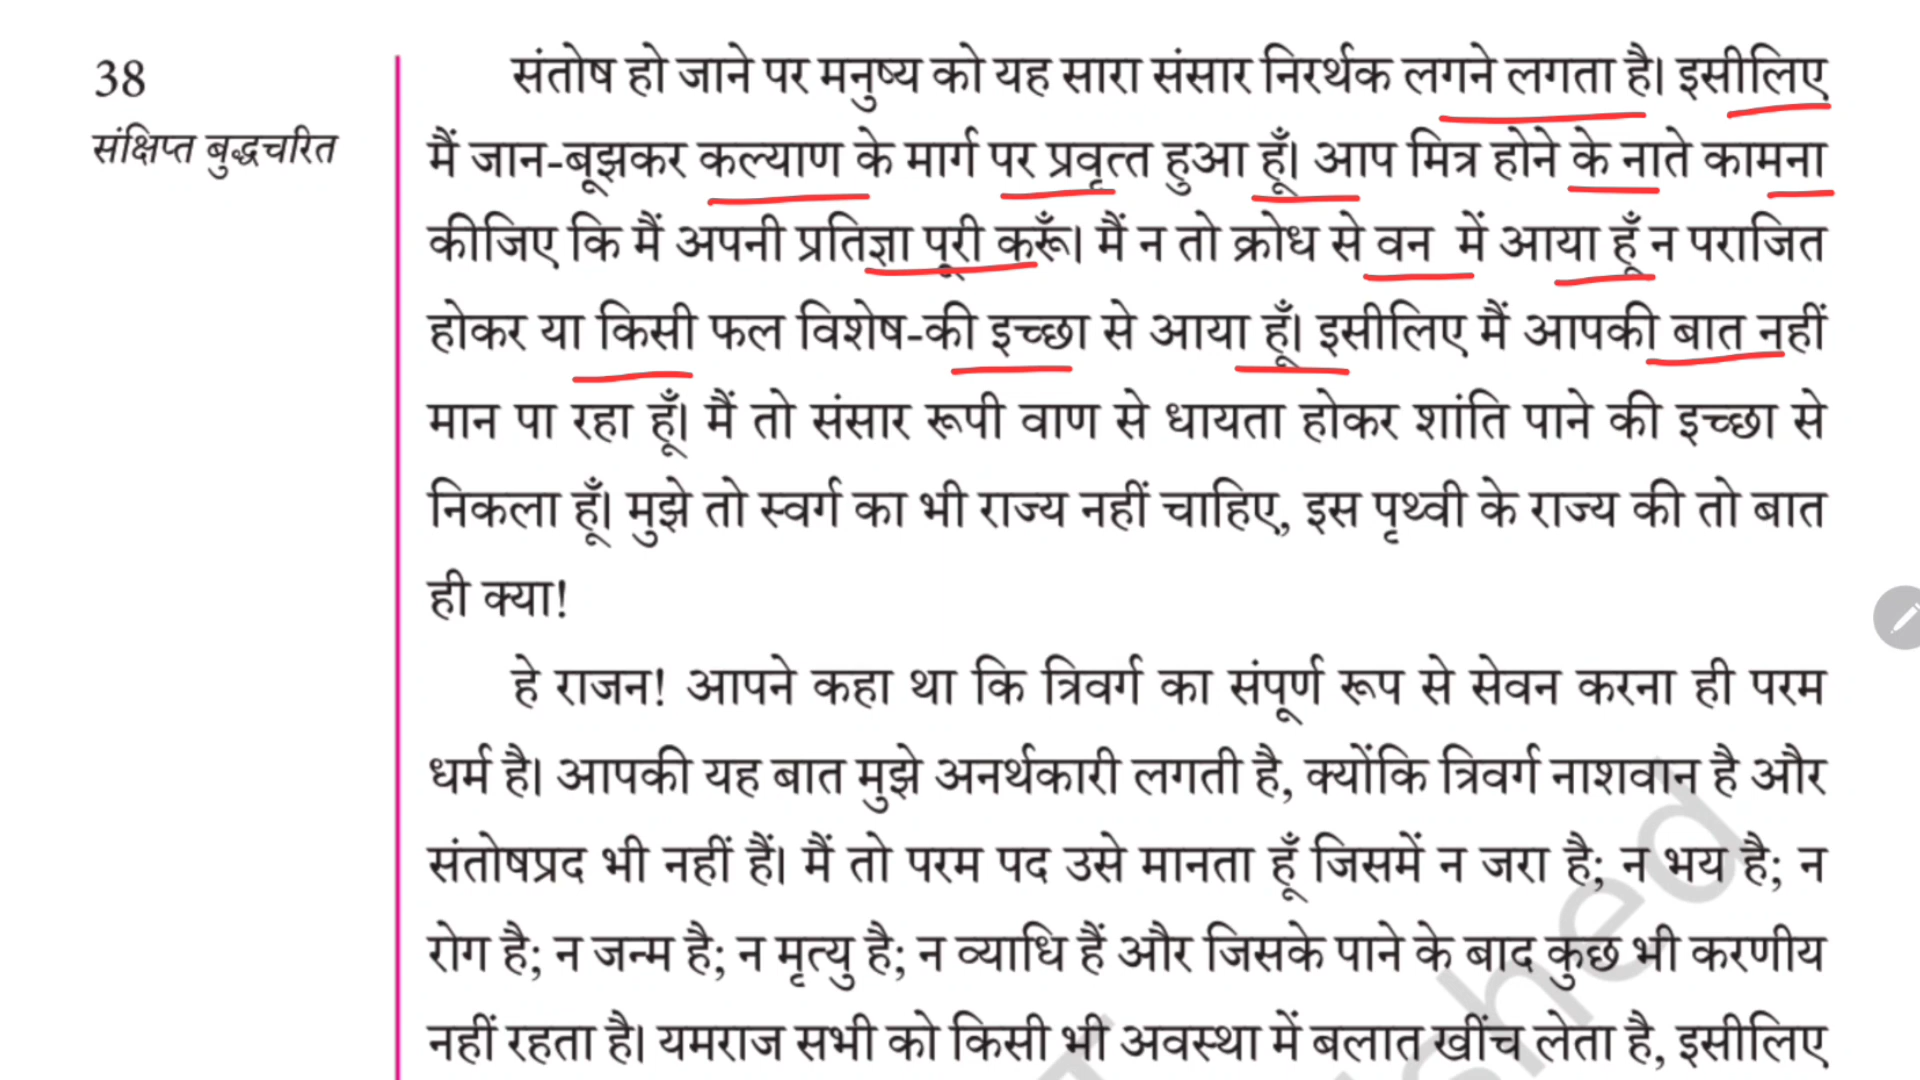 38
संक्षिप्त बुद्धचरित
संतोष हो जाने पर मनुष्य को यह सारा संसार निरर्थक लगने लगता है। इसीलिए
मैं जान-बूझकर कल्याण के मार्ग पर प्रवृत्त हुआ हूँ। आप मित्र होने के नाते कामना
कीजिए कि मैं अपनी प्रतिज्ञा पूरी करूँ। मैं न तो क्रोध से वन में आया हूँ न पराजित
होकर या किसी फल विशेष-की इच्छा से आया हूँ। इसीलिए मैं आपकी बात नहीं
मान पा रहा हूँ। मैं तो संसार रूपी वाण से धायता होकर शांति पाने की इच्छा से
निकला हूँ। मुझे तो स्वर्ग का भी राज्य नहीं चाहिए, इस पृथ्वी के राज्य की तो बात
ही क्या!
हे राजन! आपने कहा था कि त्रिवर्ग का संपूर्ण रूप से सेवन करना ही परम
धर्म है। आपकी यह बात मुझे अनर्थकारी लगती है, क्योंकि त्रिवर्ग नाशवान है और
संतोषप्रद भी नहीं हैं। मैं तो परम पद उसे मानता हूँ जिसमें न जरा है; न भय है; न
रोग है; न जन्म है; न मृत्यु है; न व्याधि हैं और जिसके पाने के बाद कुछ भी करणीय
नहीं रहता है। यमराज सभी को किसी भी अवस्था में बलात खींच लेता है, इसीलिए